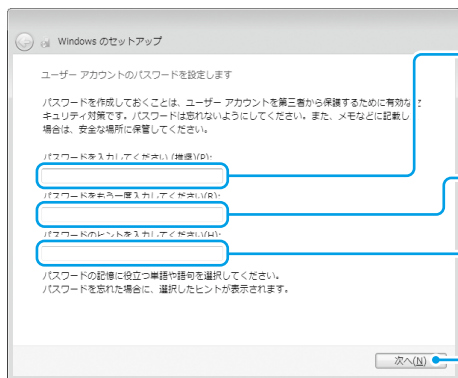 Windows のセットアップ
ユーザー アカウントのパスワードを設定します
パスワードを作成しておくことは、ユーザー アカウントを第三者から保護するために有効なセ
キュリティ対策です。パスワードは忘れないようにしてください。また、メモなどに記載し
場合は、安全な場所に保管してください。
パスワードを入力してください (推奨)(P):
パスワードをもう一度入力してください(R):
パスワードのヒントを入力してください(H):
パスワードの記憶に役立つ単語や語句を選択してください。
パスワードを忘れた場合に、選択したヒントが表示されます。
次へ(N)